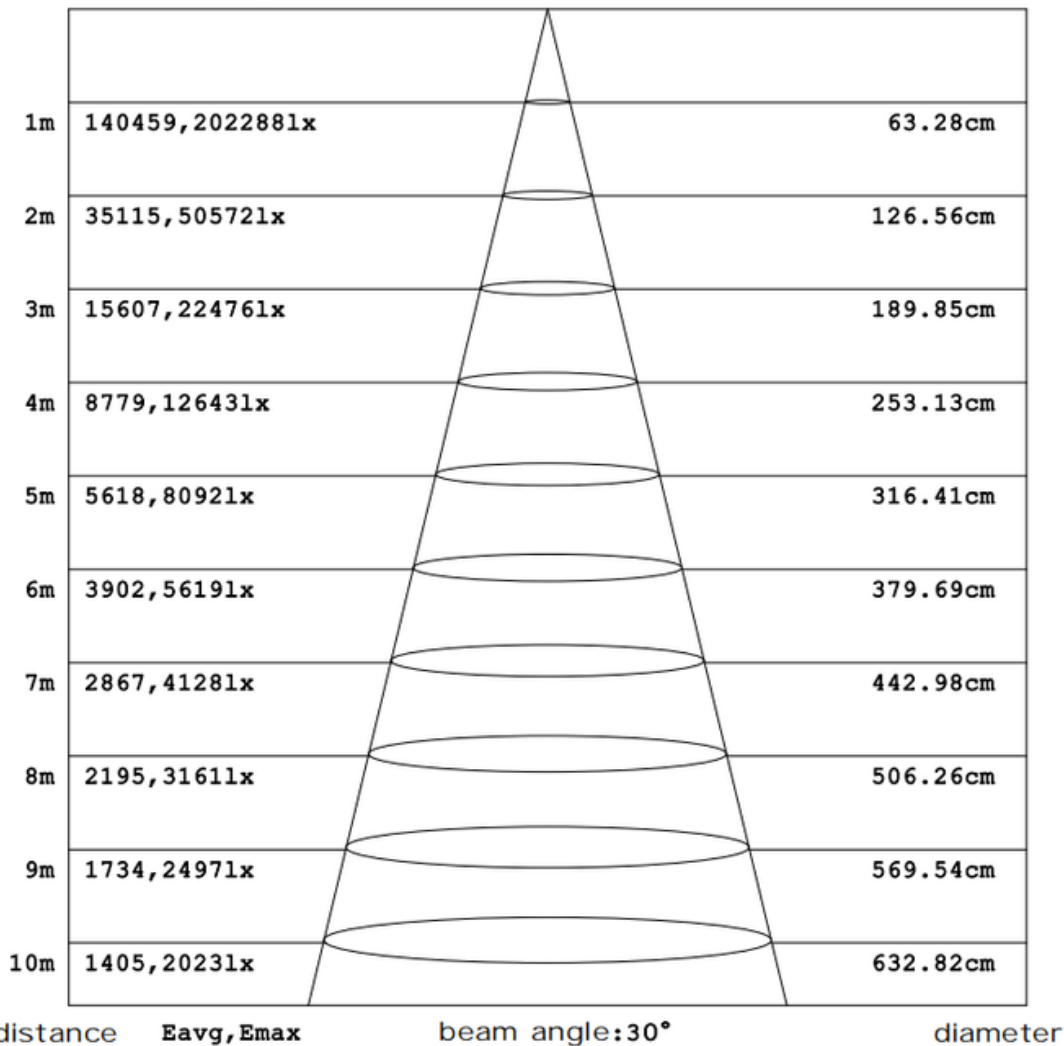 1m 140459,202288lx 63.28cm
2m 35115,50572lx 126.56cm
3m 15607,22476lx 189.85cm
4m 8779,12643lx 253.13cm
5m 5618,8092lx 316.41cm
6m 3902,5619lx 379.69cm
7m 2867,4128lx 442.98cm
8m 2195,3161lx 506.26cm
9m 1734,2497lx 569.54cm
10m 1405,2023lx 632.82cm
distance Eavg,Emax beam angle:30° diameter